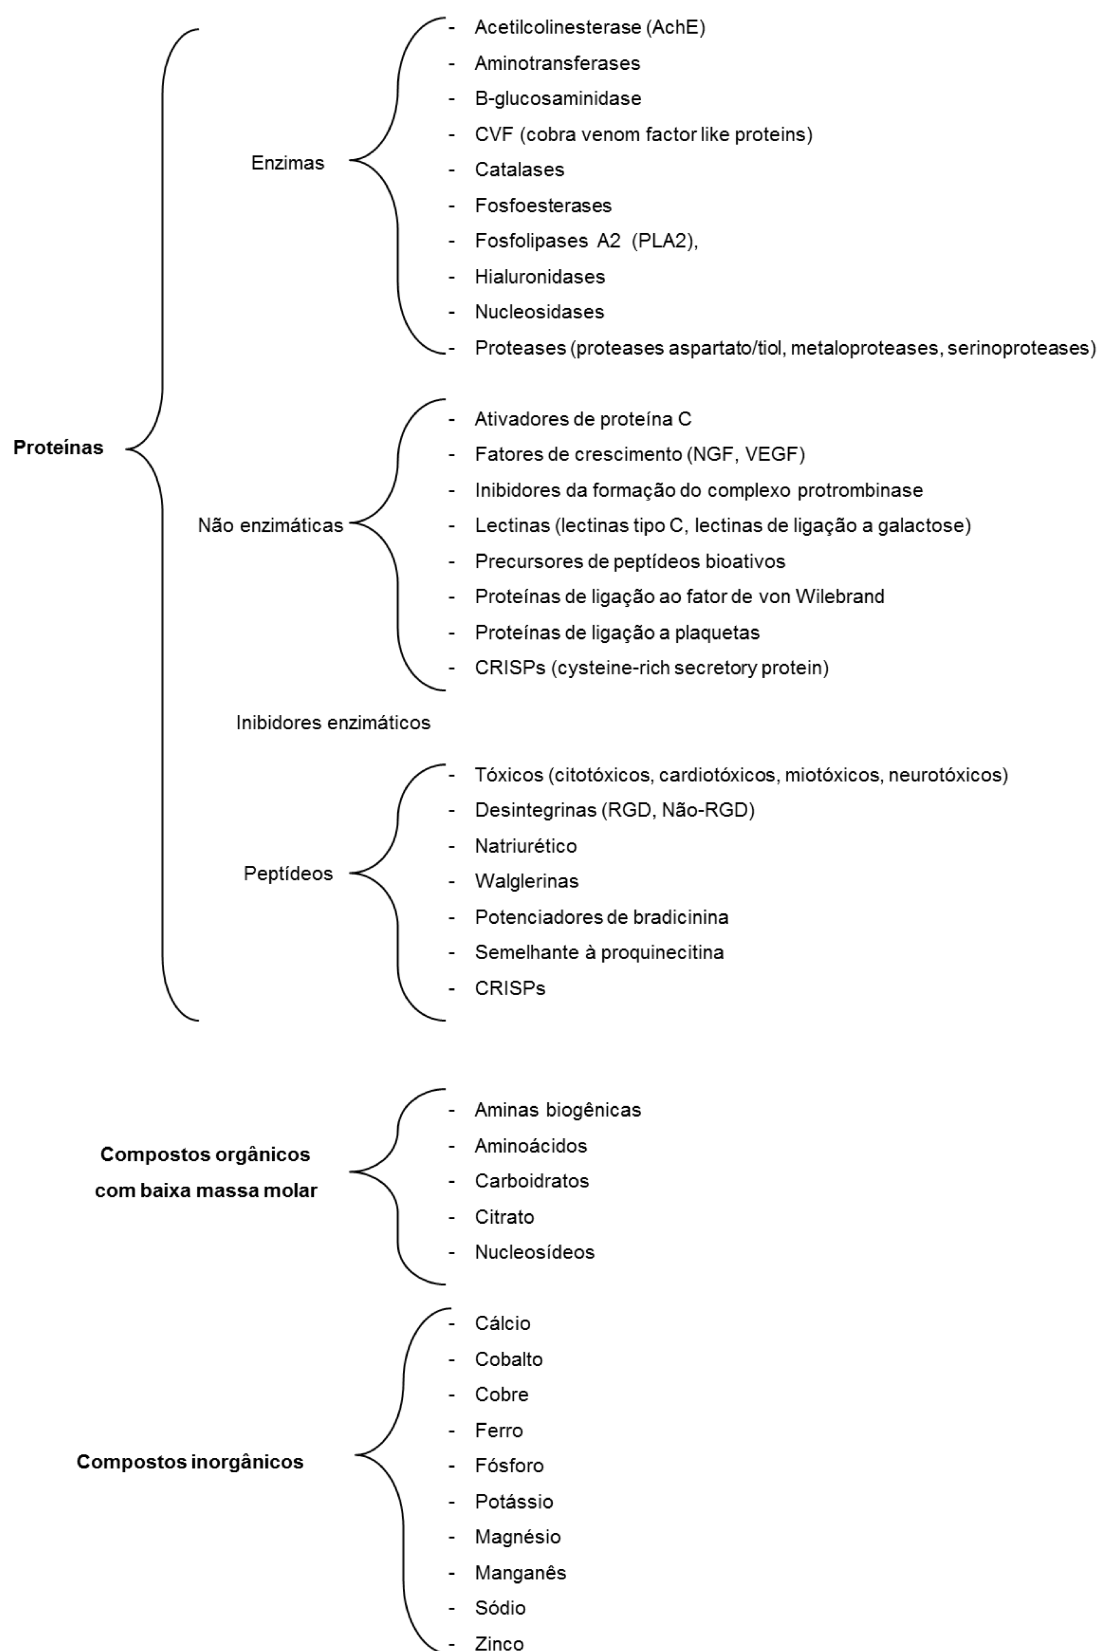 - Acetilcolinesterase (AchE)
- Aminotransferases
- B-glucosaminidase
- CVF (cobra venom factor like proteins)
Enzimas
- Catalases
- Fosfoesterases
- Fosfolipases A2 (PLA2),
- Hialuronidases
- Nucleosidases
- Proteases (proteases aspartato/tiol, metaloproteases, serinoproteases)
Proteínas
- Ativadores de proteína C
- Fatores de crescimento (NGF, VEGF)
- Inibidores da formação do complexo protrombinase
Não enzimáticas
- Lectinas (lectinas tipo C, lectinas de ligação a galactose)
- Precursores de peptídeos bioativos
- Proteínas de ligação ao fator de von Wilebrand
- Proteínas de ligação a plaquetas
- CRISPs (cysteine-rich secretory protein)
Inibidores enzimáticos
- Tóxicos (citotóxicos, cardiotóxicos, miotóxicos, neurotóxicos)
- Desintegrinas (RGD, Não-RGD)
- Natriurético
Peptídeos
- Walglerinas
- Potenciadores de bradicinina
- Semelhante à proquinecitina
- CRISPs
Compostos orgânicos
com baixa massa molar
- Aminas biogênicas
- Aminoácidos
- Carboidratos
- Citrato
- Nucleosídeos
Compostos inorgânicos
- Cálcio
- Cobalto
- Cobre
- Ferro
- Fósforo
- Potássio
- Magnésio
- Manganês
- Sódio
- Zinco